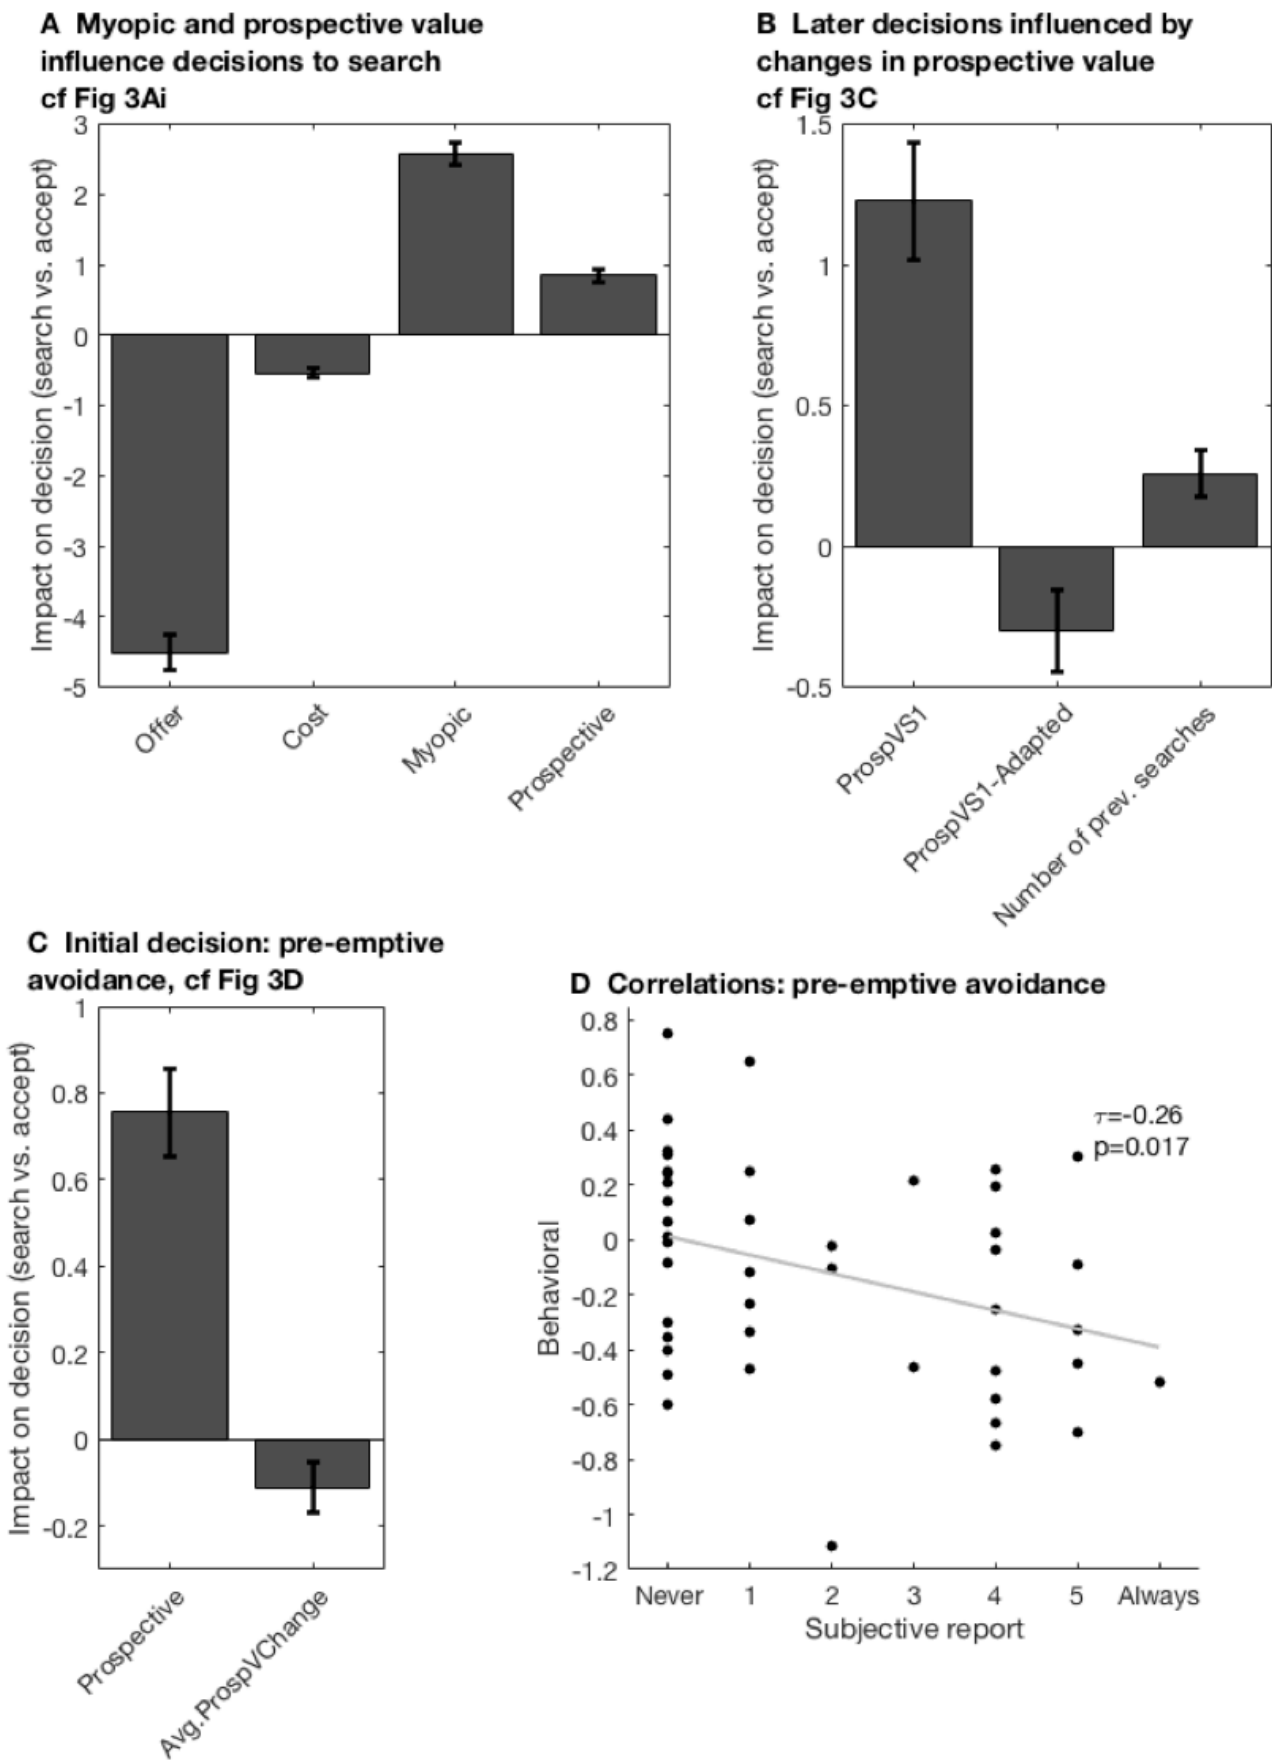 A Myopic and prospective value
influence decisions to search
cf Fig 3Ai
Impact on decision (search vs. accept)
3
2
1
0
-1
-2
-3
-4
-5
Offer
Cost
Myopic
Prospective
B Later decisions influenced by
changes in prospective value
cf Fig 3C
Impact on decision (search vs. accept)
1.5
1
0.5
0
-0.5
ProspVS1
ProspVS1-Adapted
Number of prev. searches
C Initial decision: pre-emptive
avoidance, cf Fig 3D
Impact on decision (search vs. accept)
1
0.8
0.6
0.4
0.2
0
-0.2
Prospective
Avg.ProspVChange
D Correlations: pre-emptive avoidance
Behavioral
0.8
0.6
0.4
0.2
0
-0.2
-0.4
-0.6
-0.8
-1
-1.2
τ=-0.26
p=0.017
Never 1 2 3 4 5 Always
Subjective report